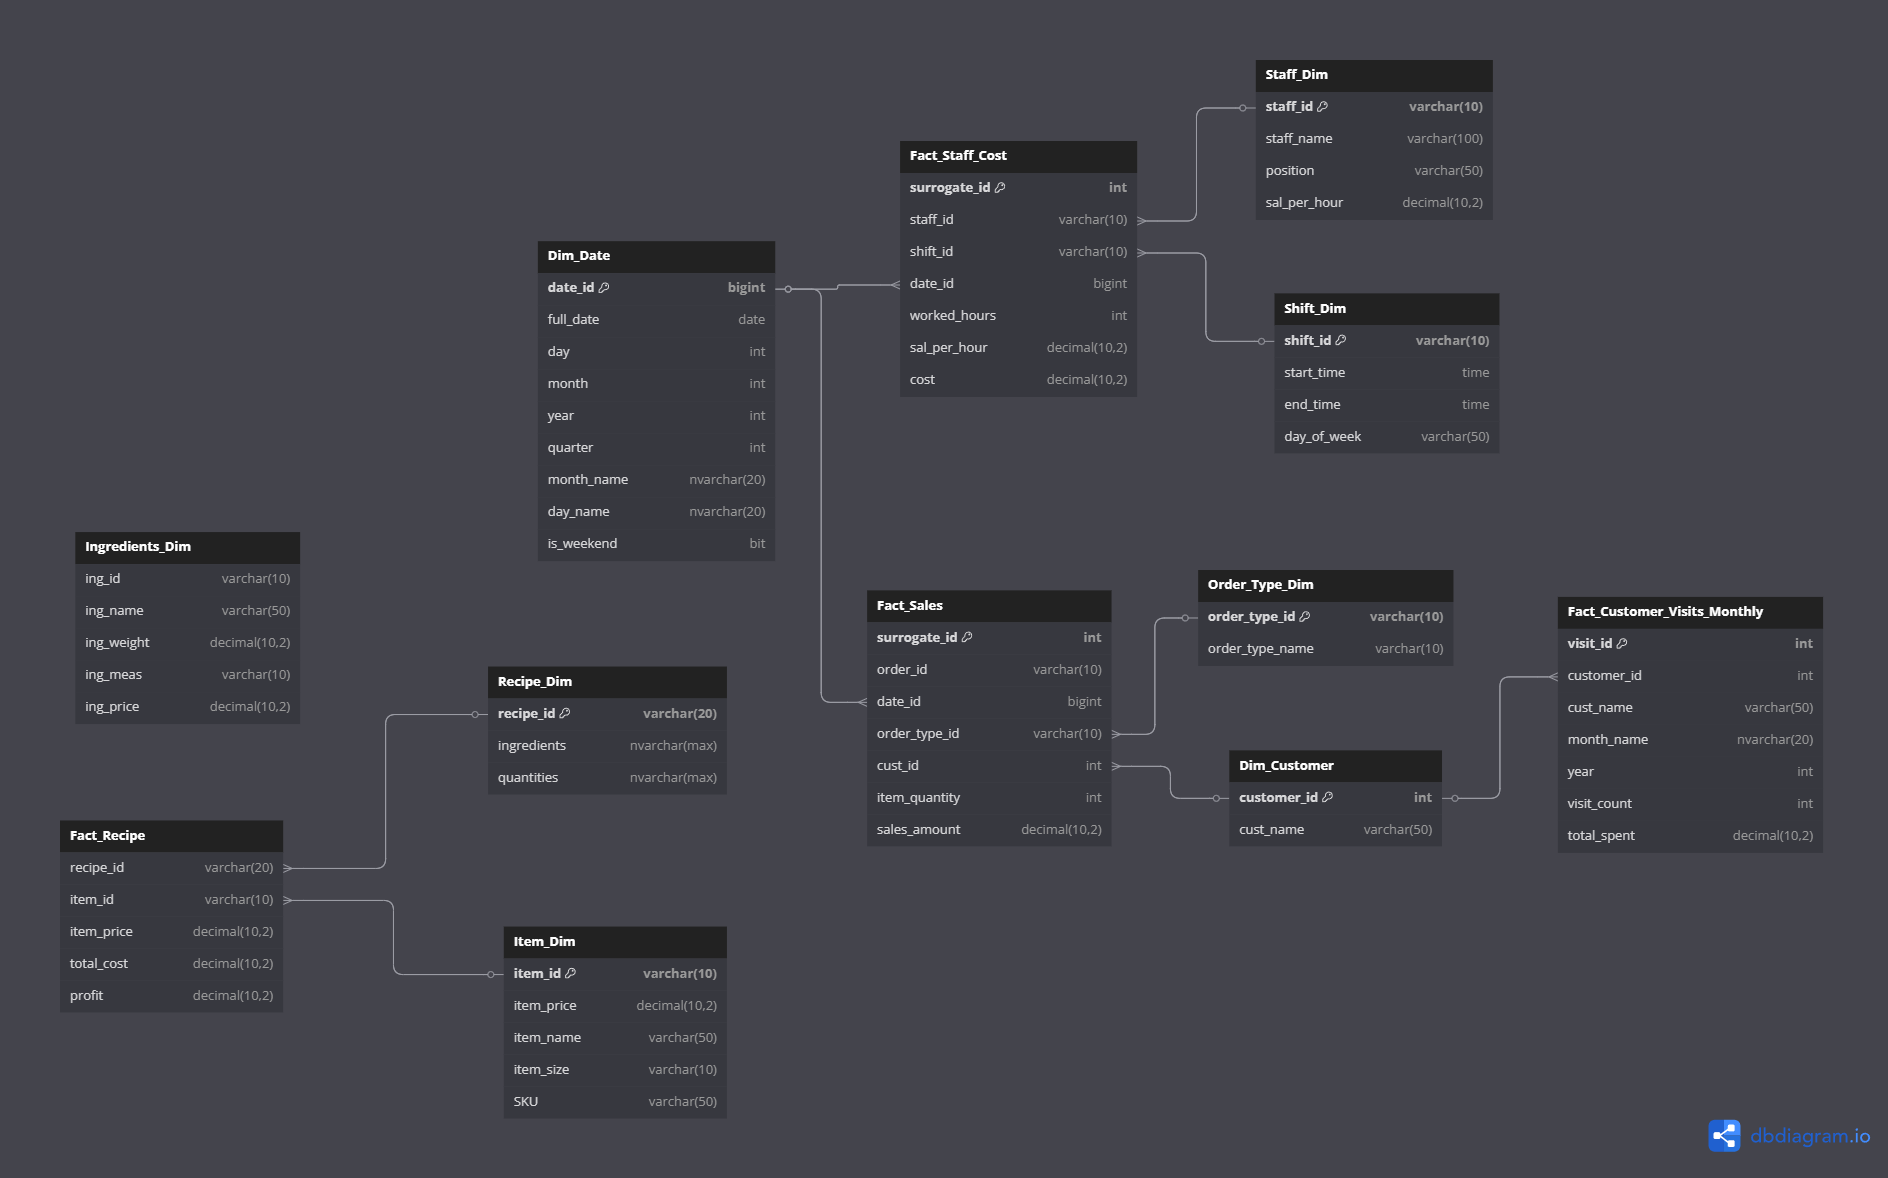 Staff_Dim
staff_id varchar(10)
staff_name varchar(100)
position varchar(50)
sal_per_hour decimal(10,2)
Fact_Staff_Cost
surrogate_id int
staff_id varchar(10)
shift_id varchar(10)
date_id bigint
worked_hours int
sal_per_hour decimal(10,2)
cost decimal(10,2)
Dim_Date
date_id bigint
full_date date
day int
month int
year int
quarter int
month_name nvarchar(20)
day_name nvarchar(20)
is_weekend bit
Shift_Dim
shift_id varchar(10)
start_time time
end_time time
day_of_week varchar(50)
Ingredients_Dim
ing_id varchar(10)
ing_name varchar(50)
ing_weight decimal(10,2)
ing_meas varchar(10)
ing_price decimal(10,2)
Recipe_Dim
recipe_id varchar(20)
ingredients nvarchar(max)
quantities nvarchar(max)
Fact_Sales
surrogate_id int
order_id varchar(10)
date_id bigint
order_type_id varchar(10)
cust_id int
item_quantity int
sales_amount decimal(10,2)
Order_Type_Dim
order_type_id varchar(10)
order_type_name varchar(10)
Dim_Customer
customer_id int
cust_name varchar(50)
Fact_Customer_Visits_Monthly
visit_id int
customer_id int
cust_name varchar(50)
month_name nvarchar(20)
year int
visit_count int
total_spent decimal(10,2)
Fact_Recipe
recipe_id varchar(20)
item_id varchar(10)
item_price decimal(10,2)
total_cost decimal(10,2)
profit decimal(10,2)
Item_Dim
item_id varchar(10)
item_price decimal(10,2)
item_name varchar(50)
item_size varchar(10)
SKU varchar(50)
dbdiagram.io